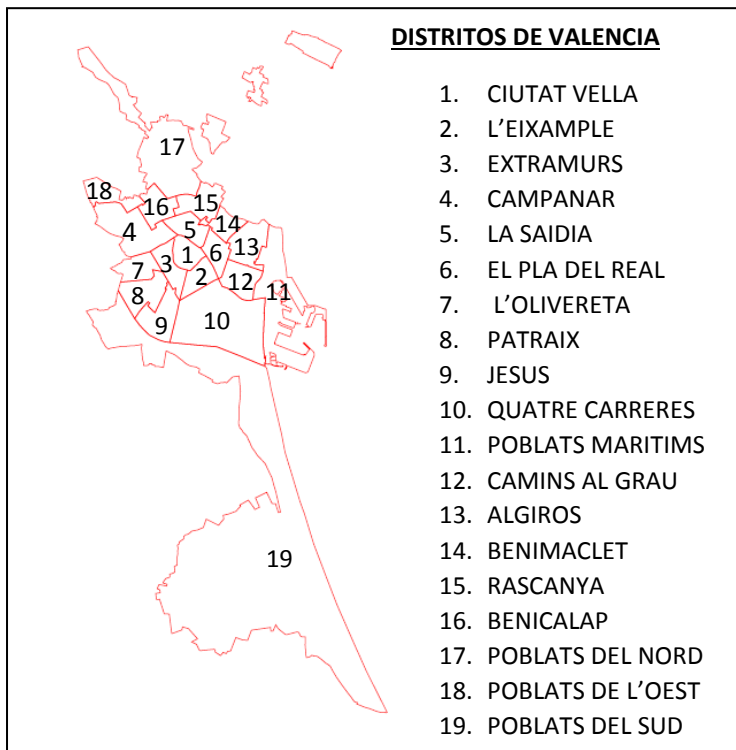 DISTRITOS DE VALENCIA
1. CIUTAT VELLA
2. L’EIXAMPLE
3. EXTRAMURS
4. CAMPANAR
5. LA SAIDIA
6. EL PLA DEL REAL
7. L’OLIVERETA
8. PATRAIX
9. JESUS
10. QUATRE CARRERES
11. POBLATS MARITIMS
12. CAMINS AL GRAU
13. ALGIROS
14. BENIMACLET
15. RASCANYA
16. BENICALAP
17. POBLATS DEL NORD
18. POBLATS DE L’OEST
19. POBLATS DEL SUD
17
18
16
15
14
4
5
13
3
1
6
7
2
12
8
11
9
10
19